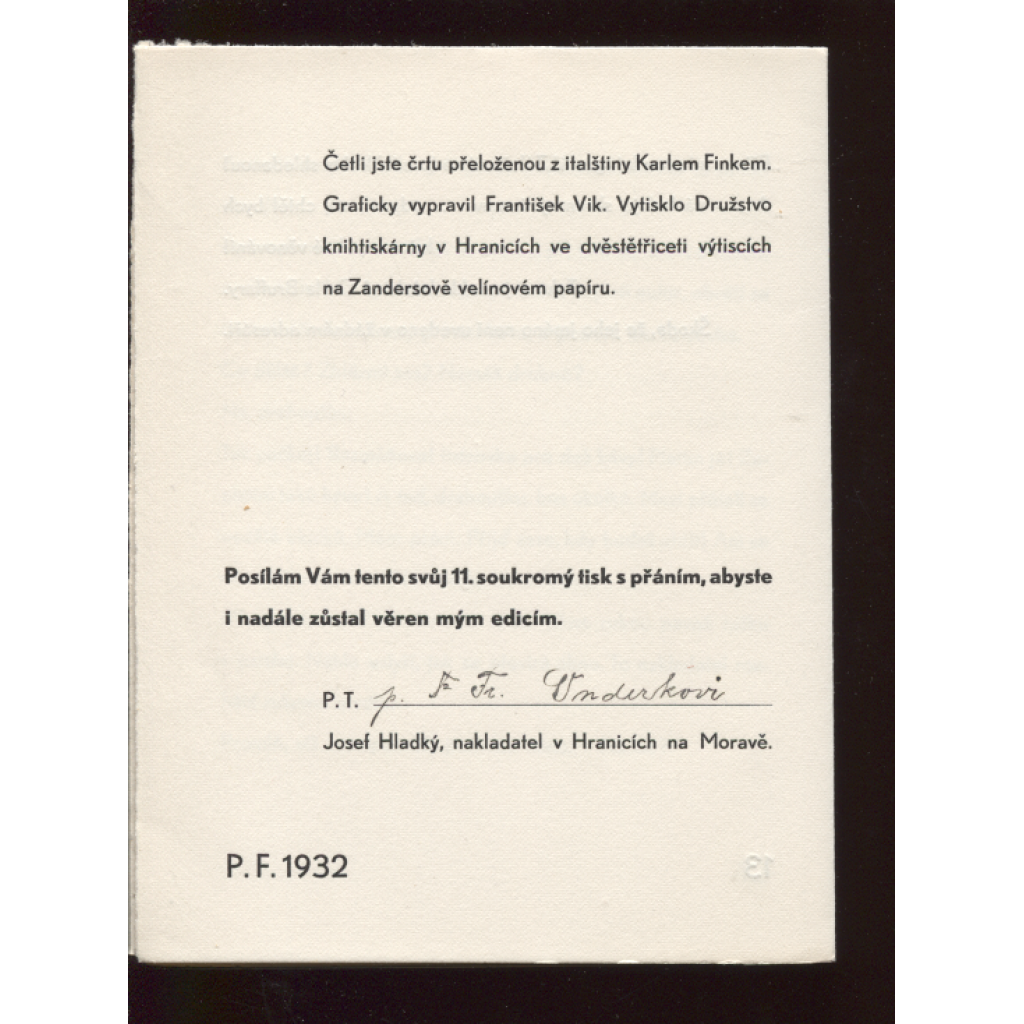 Četli jste črtu přeloženou z italštiny Karlem Finkem.
Graficky vypravil František Vik. Vytisklo Družstvo
knihtiskárny v Hranicích ve dvěstětřiceti výtiscích
na Zandersově velínovém papíru.
Posílám Vám tento svůj 11. soukromý tisk s přáním, abyste
i nadále zůstal věren mým edicím.
P. T. p. Fr. Underkovi
Josef Hladký, nakladatel v Hranicích na Moravě.
P. F. 1932